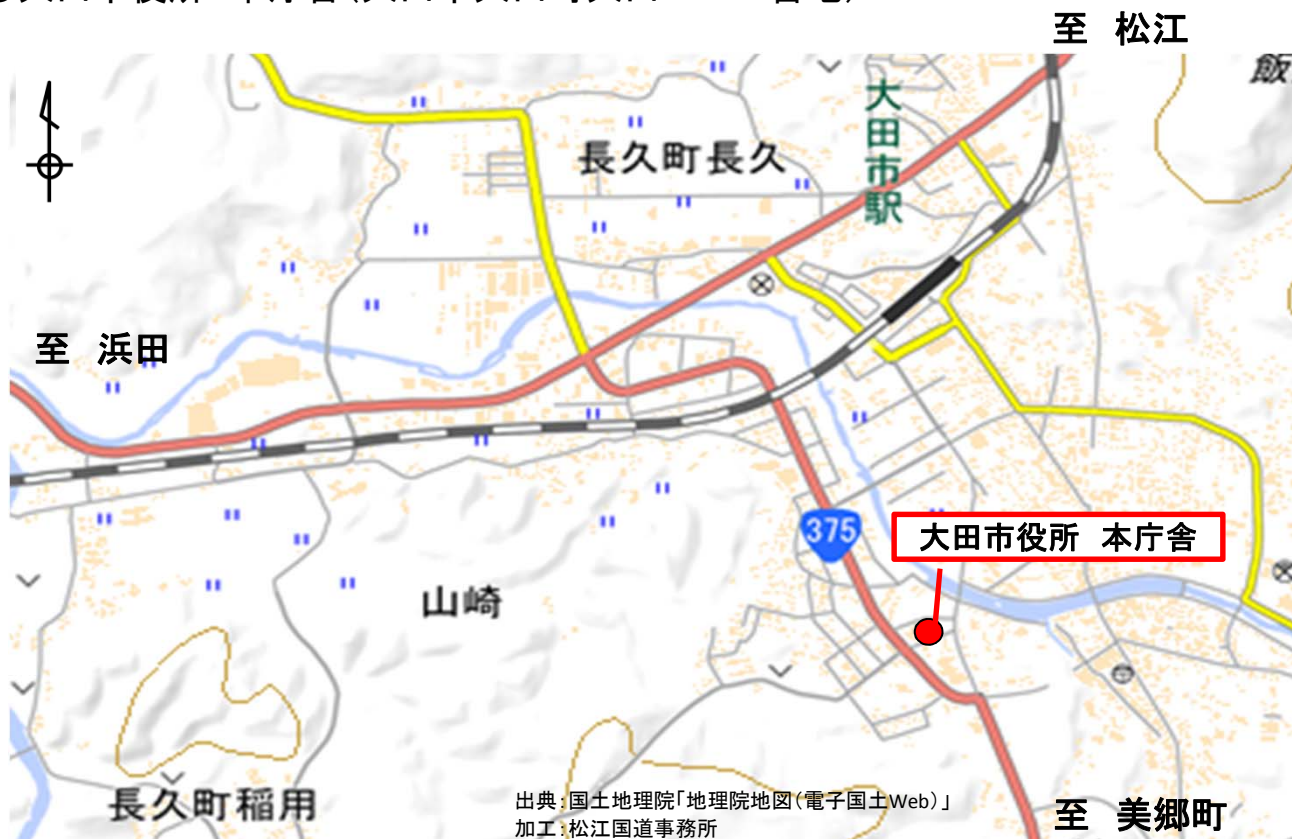 至 松江
飯
大田市駅
長久町長久
至 浜田
375
大田市役所 本庁舎
山崎
長久町稲用
出典:国土地理院「地理院地図(電子国土Web)」
加工:松江国道事務所
至 美郷町